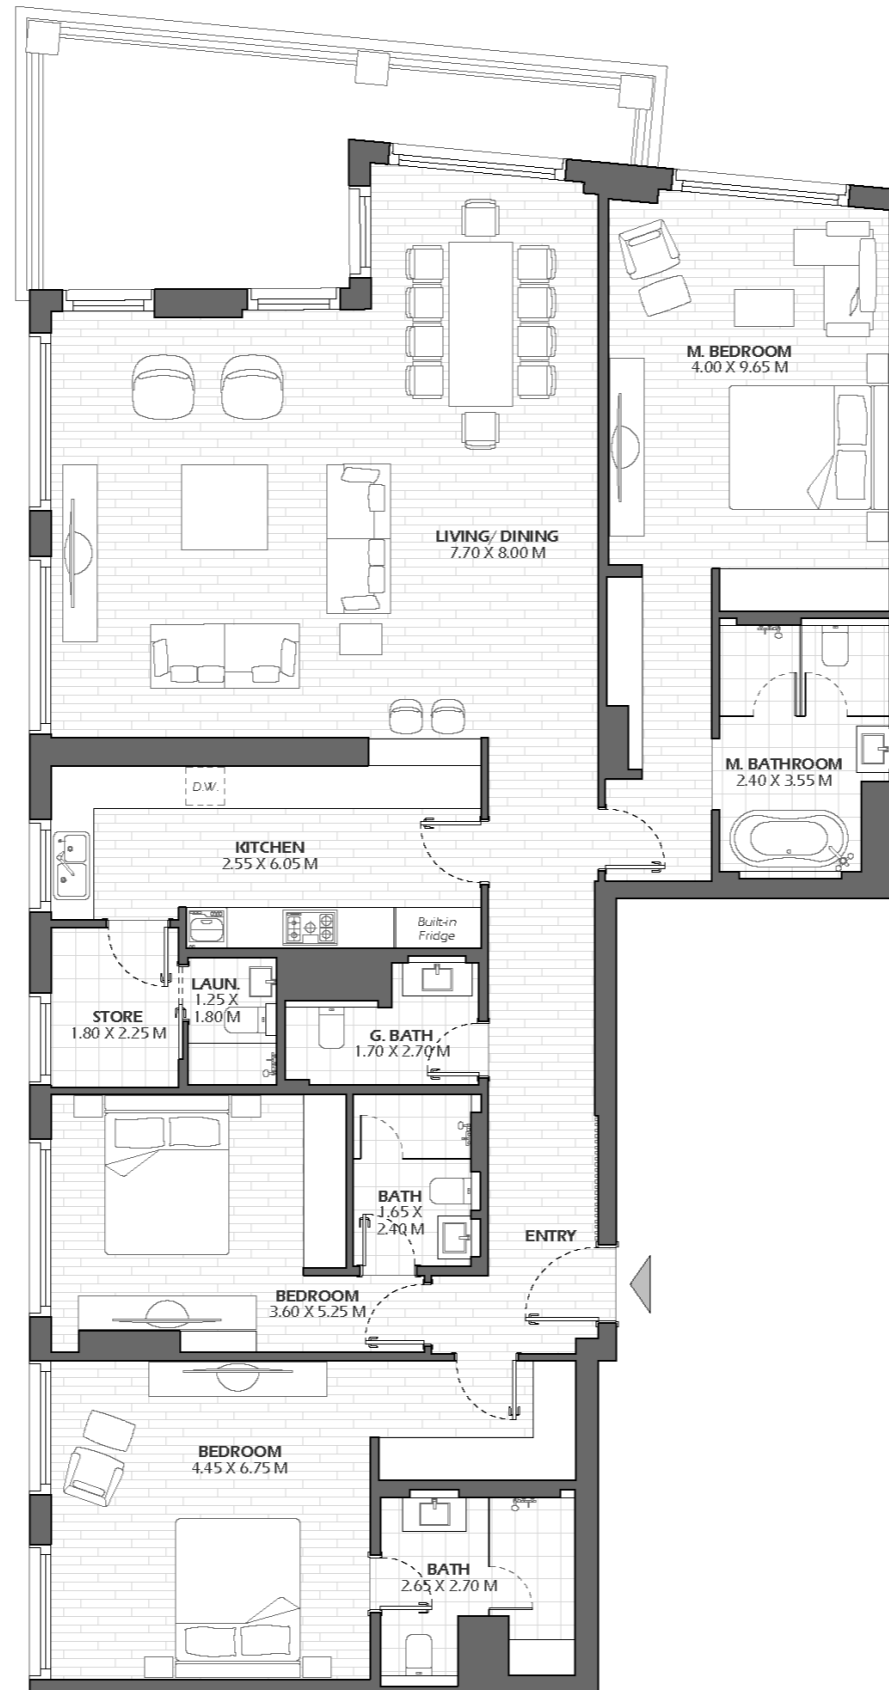 M. BEDROOM
4.00 X 9.65 M
LIVING/ DINING
7.70 X 8.00 M
M. BATHROOM
2.40 X 3.55 M
D.W.
KITCHEN
2.55 X 6.05 M
Built-in
Fridge
LAUN.
1.25 X
1.80 M
STORE
1.80 X 2.25 M
G. BATH
1.70 X 2.70 M
BATH
1.65 X
2.40 M
ENTRY
BEDROOM
3.60 X 5.25 M
BEDROOM
4.45 X 6.75 M
BATH
2.65 X 2.70 M